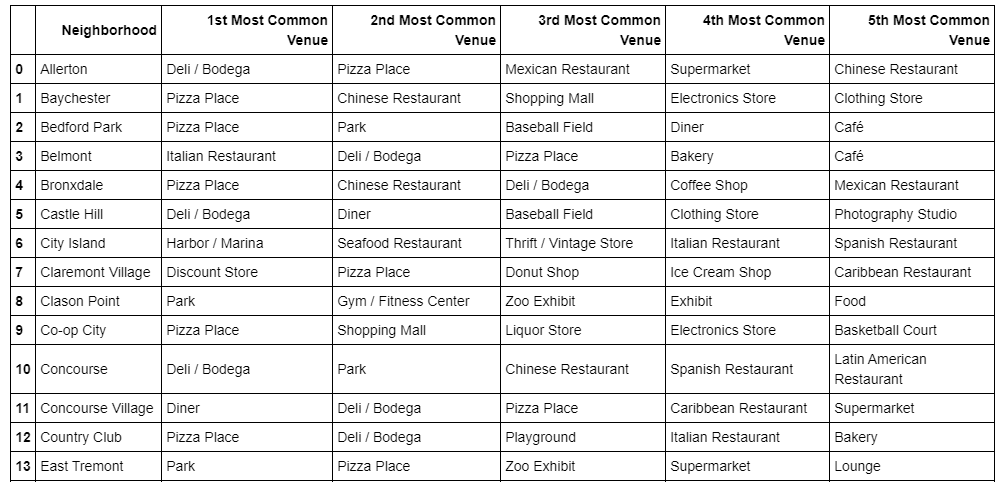 Neighborhood 1st Most Common Venue 2nd Most Common Venue 3rd Most Common Venue 4th Most Common Venue 5th Most Common Venue
0 Allerton Deli / Bodega Pizza Place Mexican Restaurant Supermarket Chinese Restaurant
1 Baychester Pizza Place Chinese Restaurant Shopping Mall Electronics Store Clothing Store
2 Bedford Park Pizza Place Park Baseball Field Diner Café
3 Belmont Italian Restaurant Deli / Bodega Pizza Place Bakery Café
4 Bronxdale Pizza Place Chinese Restaurant Deli / Bodega Coffee Shop Mexican Restaurant
5 Castle Hill Deli / Bodega Diner Baseball Field Clothing Store Photography Studio
6 City Island Harbor / Marina Seafood Restaurant Thrift / Vintage Store Italian Restaurant Spanish Restaurant
7 Claremont Village Discount Store Pizza Place Donut Shop Ice Cream Shop Caribbean Restaurant
8 Clason Point Park Gym / Fitness Center Zoo Exhibit Exhibit Food
9 Co-op City Pizza Place Shopping Mall Liquor Store Electronics Store Basketball Court
10 Concourse Deli / Bodega Park Chinese Restaurant Spanish Restaurant Latin American Restaurant
11 Concourse Village Diner Deli / Bodega Pizza Place Caribbean Restaurant Supermarket
12 Country Club Pizza Place Deli / Bodega Playground Italian Restaurant Bakery
13 East Tremont Park Pizza Place Zoo Exhibit Supermarket Lounge